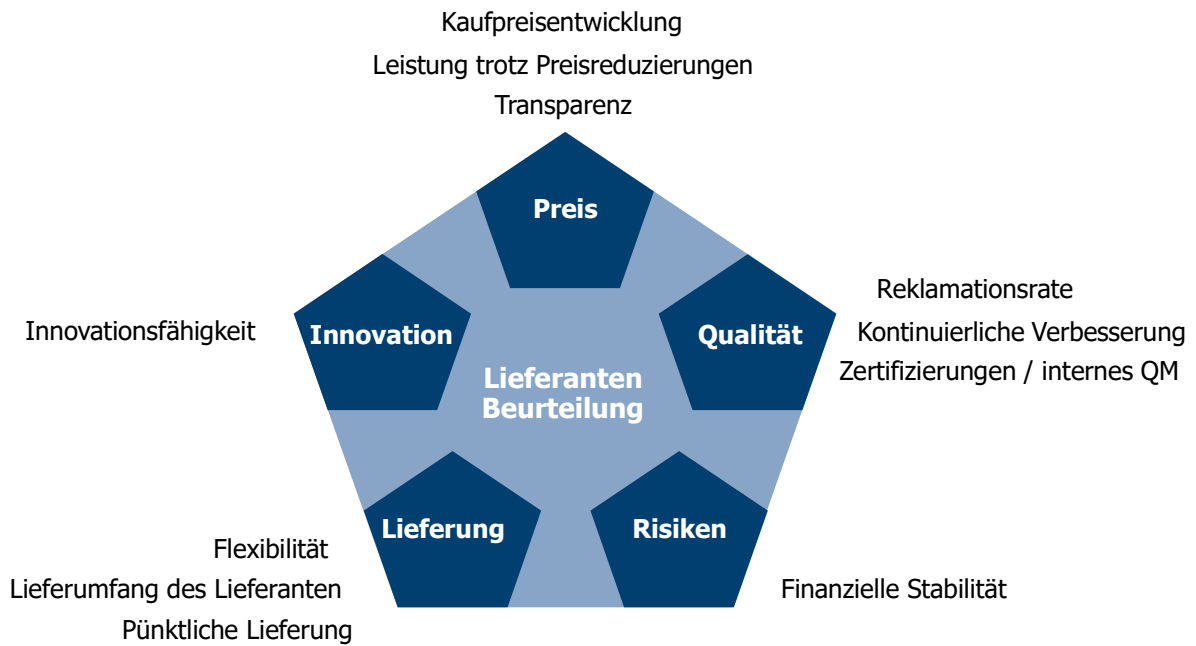 Kaufpreisentwicklung
Leistung trotz Preisreduzierungen
Transparenz
Preis
Innovationsfähigkeit
Innovation
Qualität
Reklamationsrate
Kontinuierliche Verbesserung
Zertifizierungen / internes QM
Lieferanten
Beurteilung
Lieferung
Risiken
Flexibilität
Lieferumfang des Lieferanten
Pünktliche Lieferung
Finanzielle Stabilität